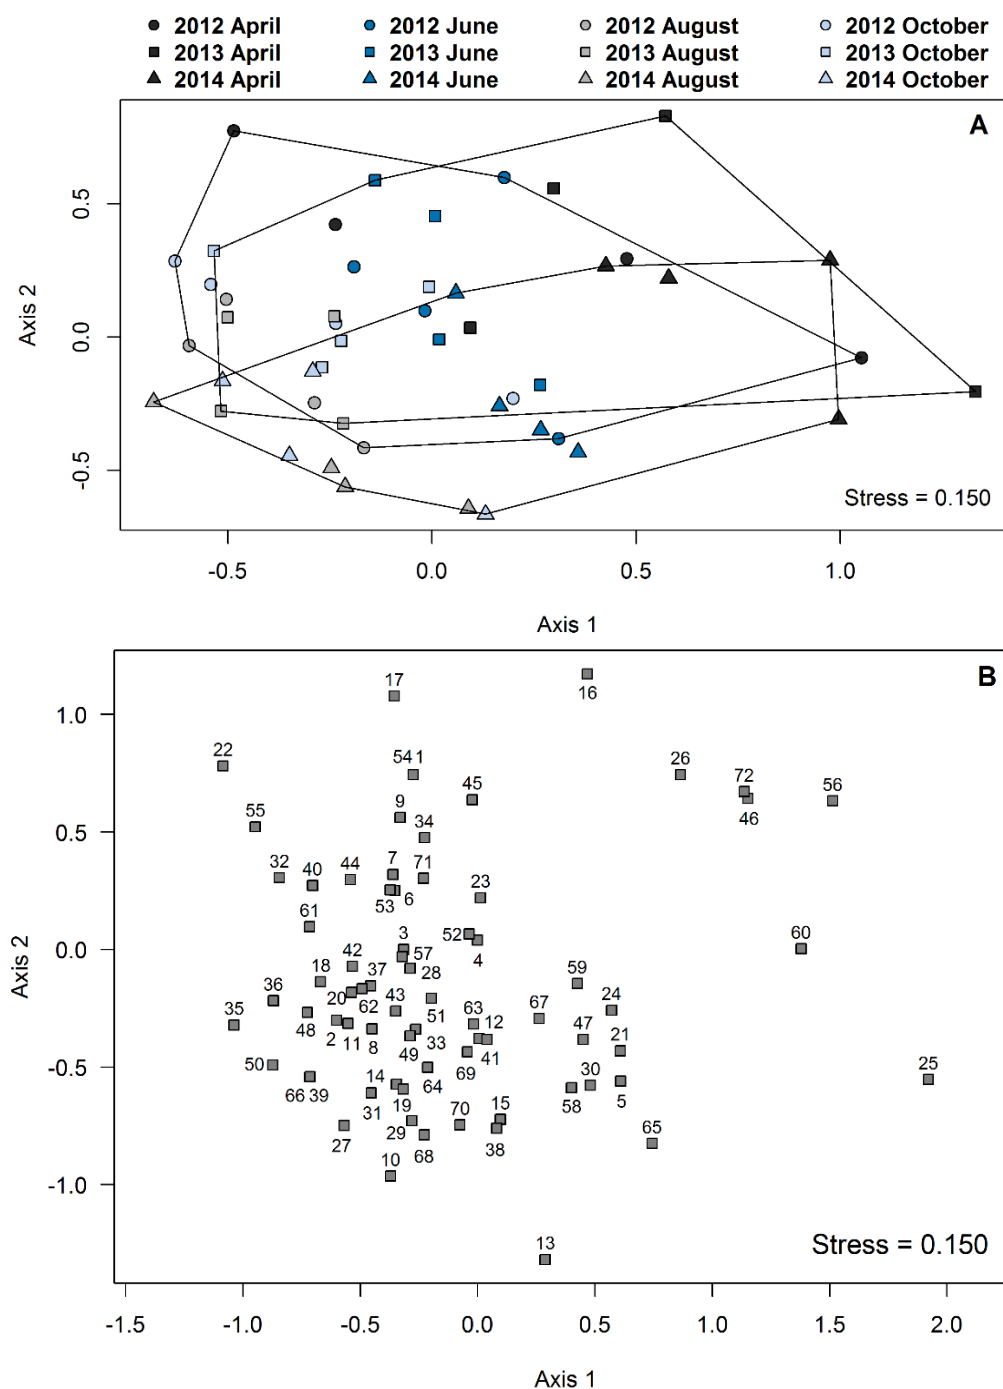 2012 April 2012 June 2012 August 2012 October
2013 April 2013 June 2013 August 2013 October
2014 April 2014 June 2014 August 2014 October
A
0.5
Axis 2
0.0
-0.5
Stress = 0.150
-0.5 0.0 0.5 1.0
Axis 1
B
17
16
1.0
22 54 1 26 72 56
45
9 46
55 34
0.5
32 40 44 7 71
23
53 6
61
Axis 2
0.0
3 52 4 60
42 57
18 37 28 59
36 20 62 43 24
35 48 51 63 12 67
2 11 8 49 33 41 47 21
-0.5
50 69 30 25
66 39 14 64 58 5
31 19 15
27 29 70 65
68 38
10
-1.0
13
Stress = 0.150
-1.5 -1.0 -0.5 0.0 0.5 1.0 1.5 2.0
Axis 1